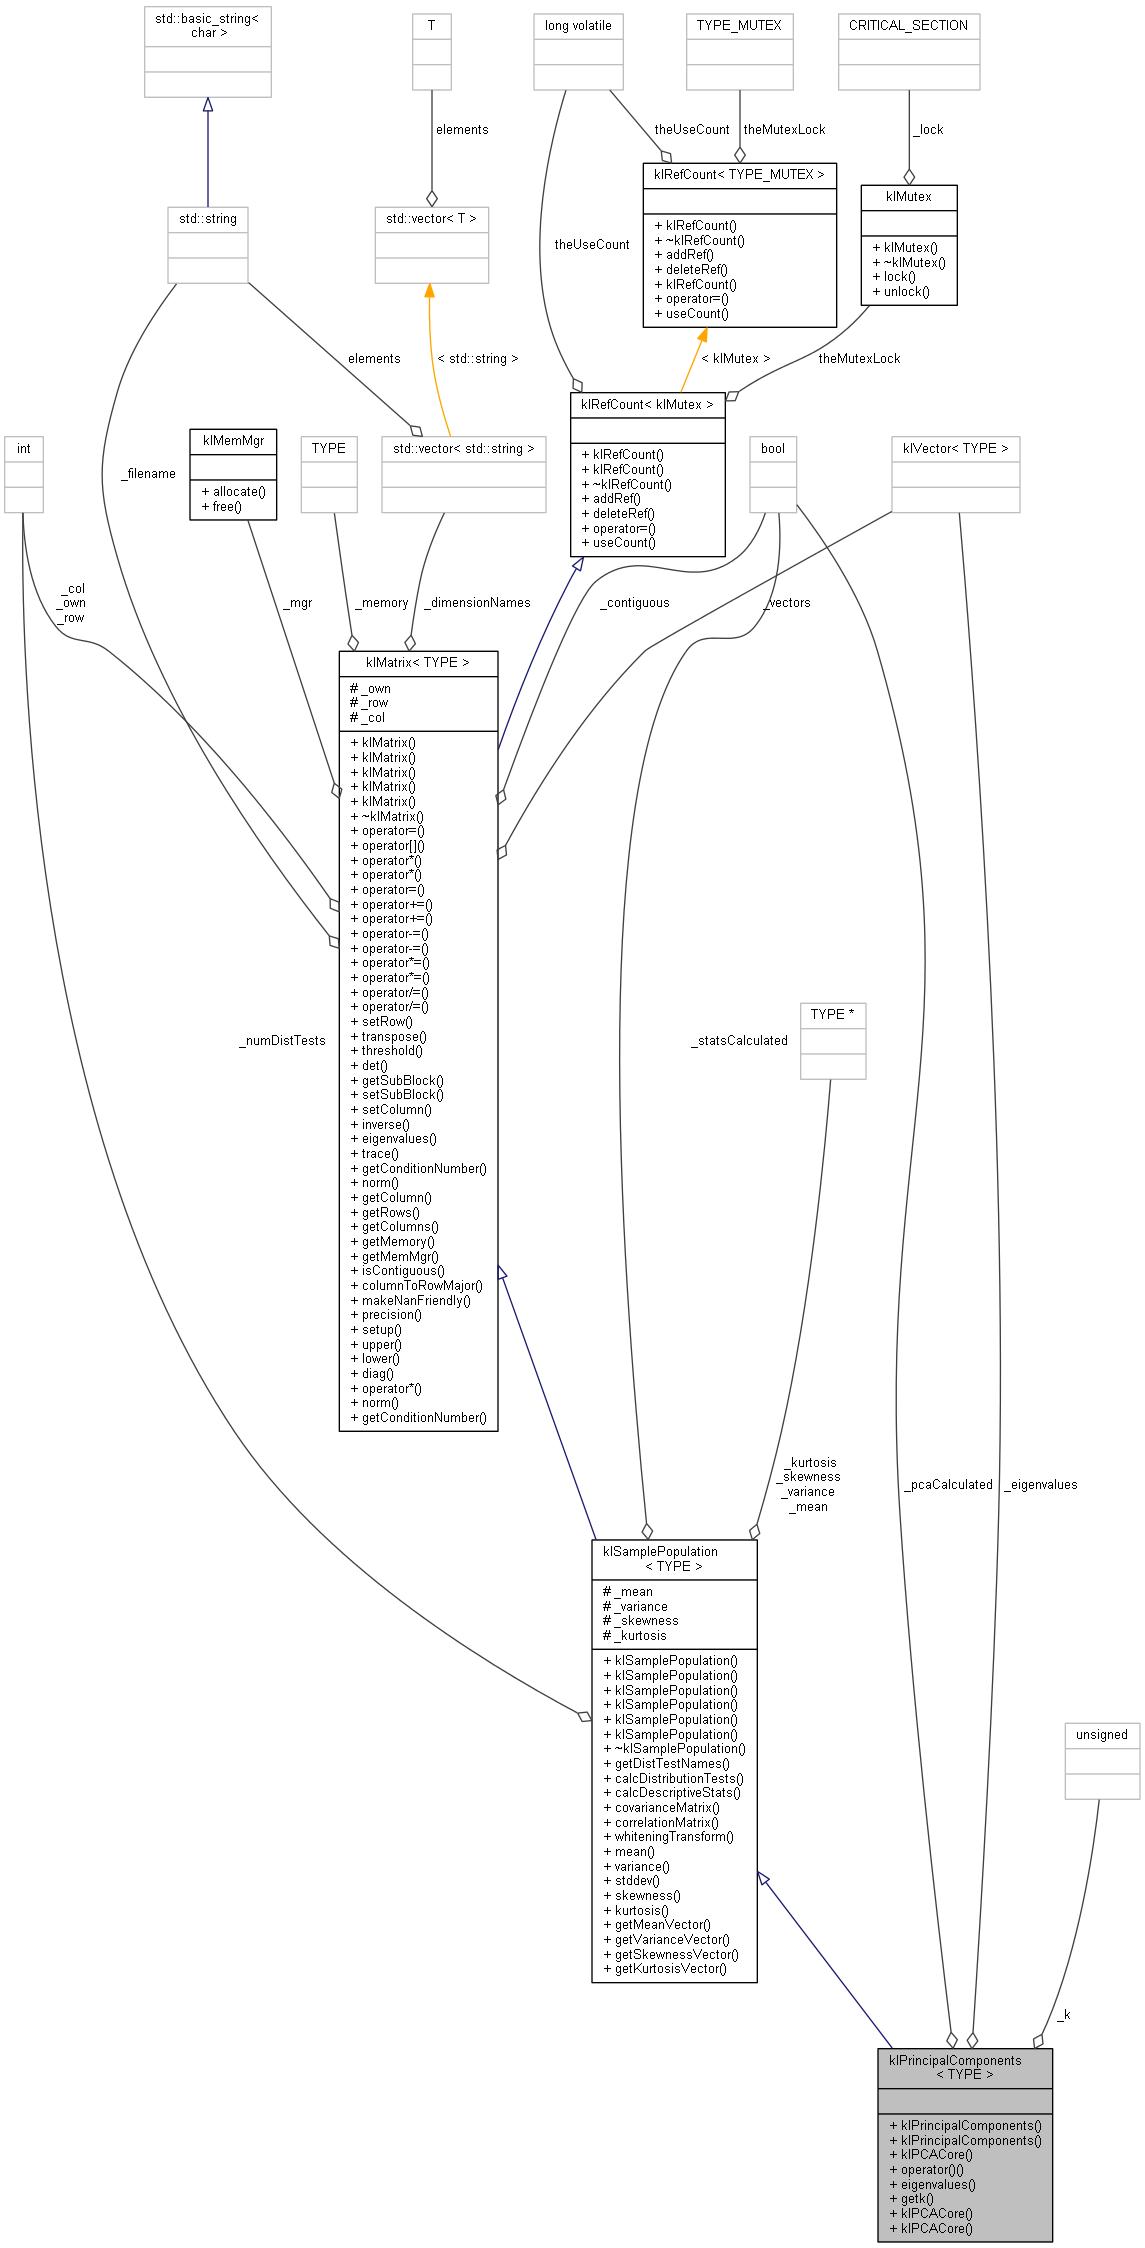 std::basic_string<
char >
T
long volatile
TYPE_MUTEX
CRITICAL_SECTION
elements
theUseCount
theMutexLock
_lock
klRefCount< TYPE_MUTEX >
+ klRefCount()
+ ~klRefCount()
+ addRef()
+ deleteRef()
+ klRefCount()
+ operator=()
+ useCount()
klMutex
+ klMutex()
+ ~klMutex()
+ lock()
+ unlock()
std::string
std::vector< T >
theUseCount
elements
< std::string >
< klMutex >
theMutexLock
klRefCount< klMutex >
+ klRefCount()
+ klRefCount()
+ ~klRefCount()
+ addRef()
+ deleteRef()
+ operator=()
+ useCount()
int
_filename
klMemMgr
+ allocate()
+ free()
TYPE
std::vector< std::string >
bool
klVector< TYPE >
_col
_own
_row
_mgr
_memory
_dimensionNames
_contiguous
_vectors
klMatrix< TYPE >
# _own
# _row
# _col
+ klMatrix()
+ klMatrix()
+ klMatrix()
+ klMatrix()
+ klMatrix()
+ ~klMatrix()
+ operator=()
+ operator[]()
+ operator*()
+ operator*()
+ operator=()
+ operator+=()
+ operator+=()
+ operator-=()
+ operator-=()
+ operator*=()
+ operator*=()
+ operator/=()
+ operator/=()
+ setRow()
+ transpose()
+ threshold()
+ det()
+ getSubBlock()
+ setSubBlock()
+ setColumn()
+ inverse()
+ eigenvalues()
+ trace()
+ getConditionNumber()
+ norm()
+ getColumn()
+ getRows()
+ getColumns()
+ getMemory()
+ getMemMgr()
+ isContiguous()
+ columnToRowMajor()
+ makeNanFriendly()
+ precision()
+ setup()
+ upper()
+ lower()
+ diag()
+ operator*()
+ norm()
+ getConditionNumber()
_numDistTests
_statsCalculated
TYPE *
_kurtosis
_skewness
_variance
_mean
_pcaCalculated
_eigenvalues
klSamplePopulation
< TYPE >
# _mean
# _variance
# _skewness
# _kurtosis
+ klSamplePopulation()
+ klSamplePopulation()
+ klSamplePopulation()
+ klSamplePopulation()
+ klSamplePopulation()
+ klSamplePopulation()
+ ~klSamplePopulation()
+ getDistTestNames()
+ calcDistributionTests()
+ calcDescriptiveStats()
+ covarianceMatrix()
+ correlationMatrix()
+ whiteningTransform()
+ mean()
+ variance()
+ stddev()
+ skewness()
+ kurtosis()
+ getMeanVector()
+ getVarianceVector()
+ getSkewnessVector()
+ getKurtosisVector()
unsigned
_k
klPrincipalComponents
< TYPE >
+ klPrincipalComponents()
+ klPrincipalComponents()
+ klPCACore()
+ operator()()
+ eigenvalues()
+ getk()
+ klPCACore()
+ klPCACore()